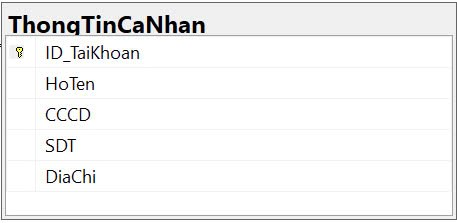 ThongTinCaNhan
ID_TaiKhoan
HoTen
CCCD
SDT
DiaChi